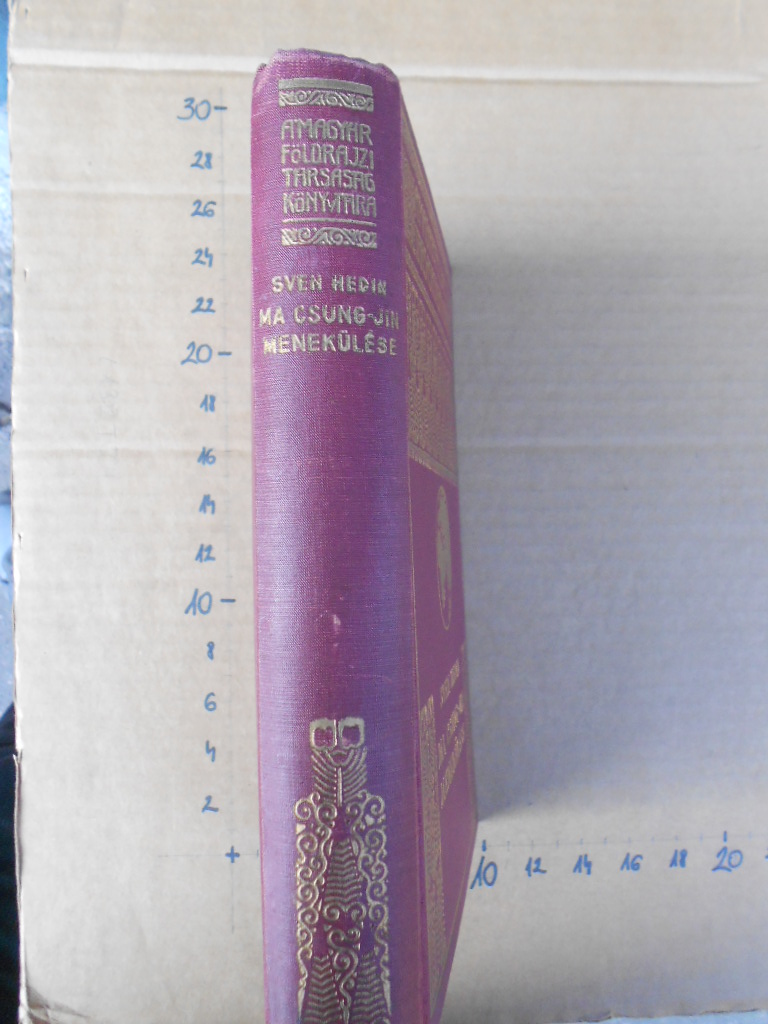 A MAGYAR
FÖLDRAJZI
TÁRSASÁG
KÖNYVTÁRA
SVEN HEDIN
MA CSUNG-JIN
MENEKÜLÉSE
30
28
26
24
22
20
18
16
14
12
10
8
6
4
2
10 12 14 16 18 20